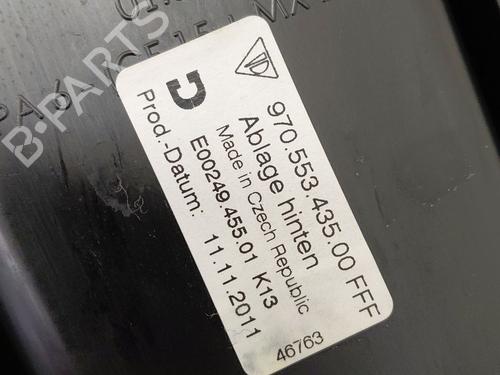 970.553.435.00 FFF
Ablage hinten
Made in Czech Republic
E00249.455.01 K13
Prod.-Datum: 11.11.2011
46763
B-PARTS